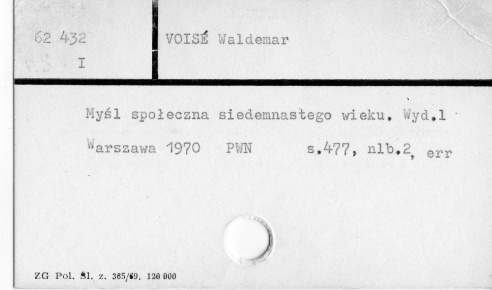 62 432 VOISÉ Waldemar
I
Myśl społeczna siedemnastego wieku. Wyd.1
Warszawa 1970 PWN s.477, nlb.2, err
ZG Pol. Śl. z. 365/69. 120 000